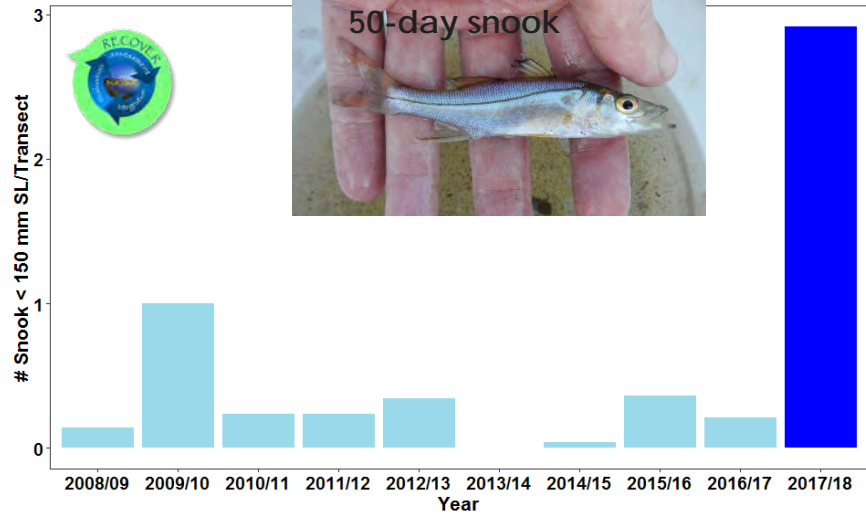 50-day snook
RECOVER
# Snook < 150 mm SL/Transect
3
2
1
0
2008/09 2009/10 2010/11 2011/12 2012/13 2013/14 2014/15 2015/16 2016/17 2017/18
Year